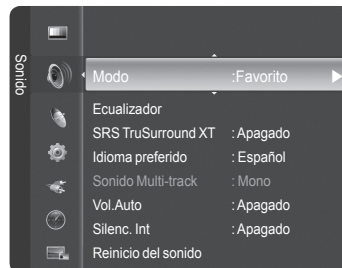 Sonido
Modo :Favorito
Ecualizador
SRS TruSurround XT : Apagado
Idioma preferido : Español
Sonido Multi-track : Mono
Vol.Auto : Apagado
Silenc. Int : Apagado
Reinicio del sonido